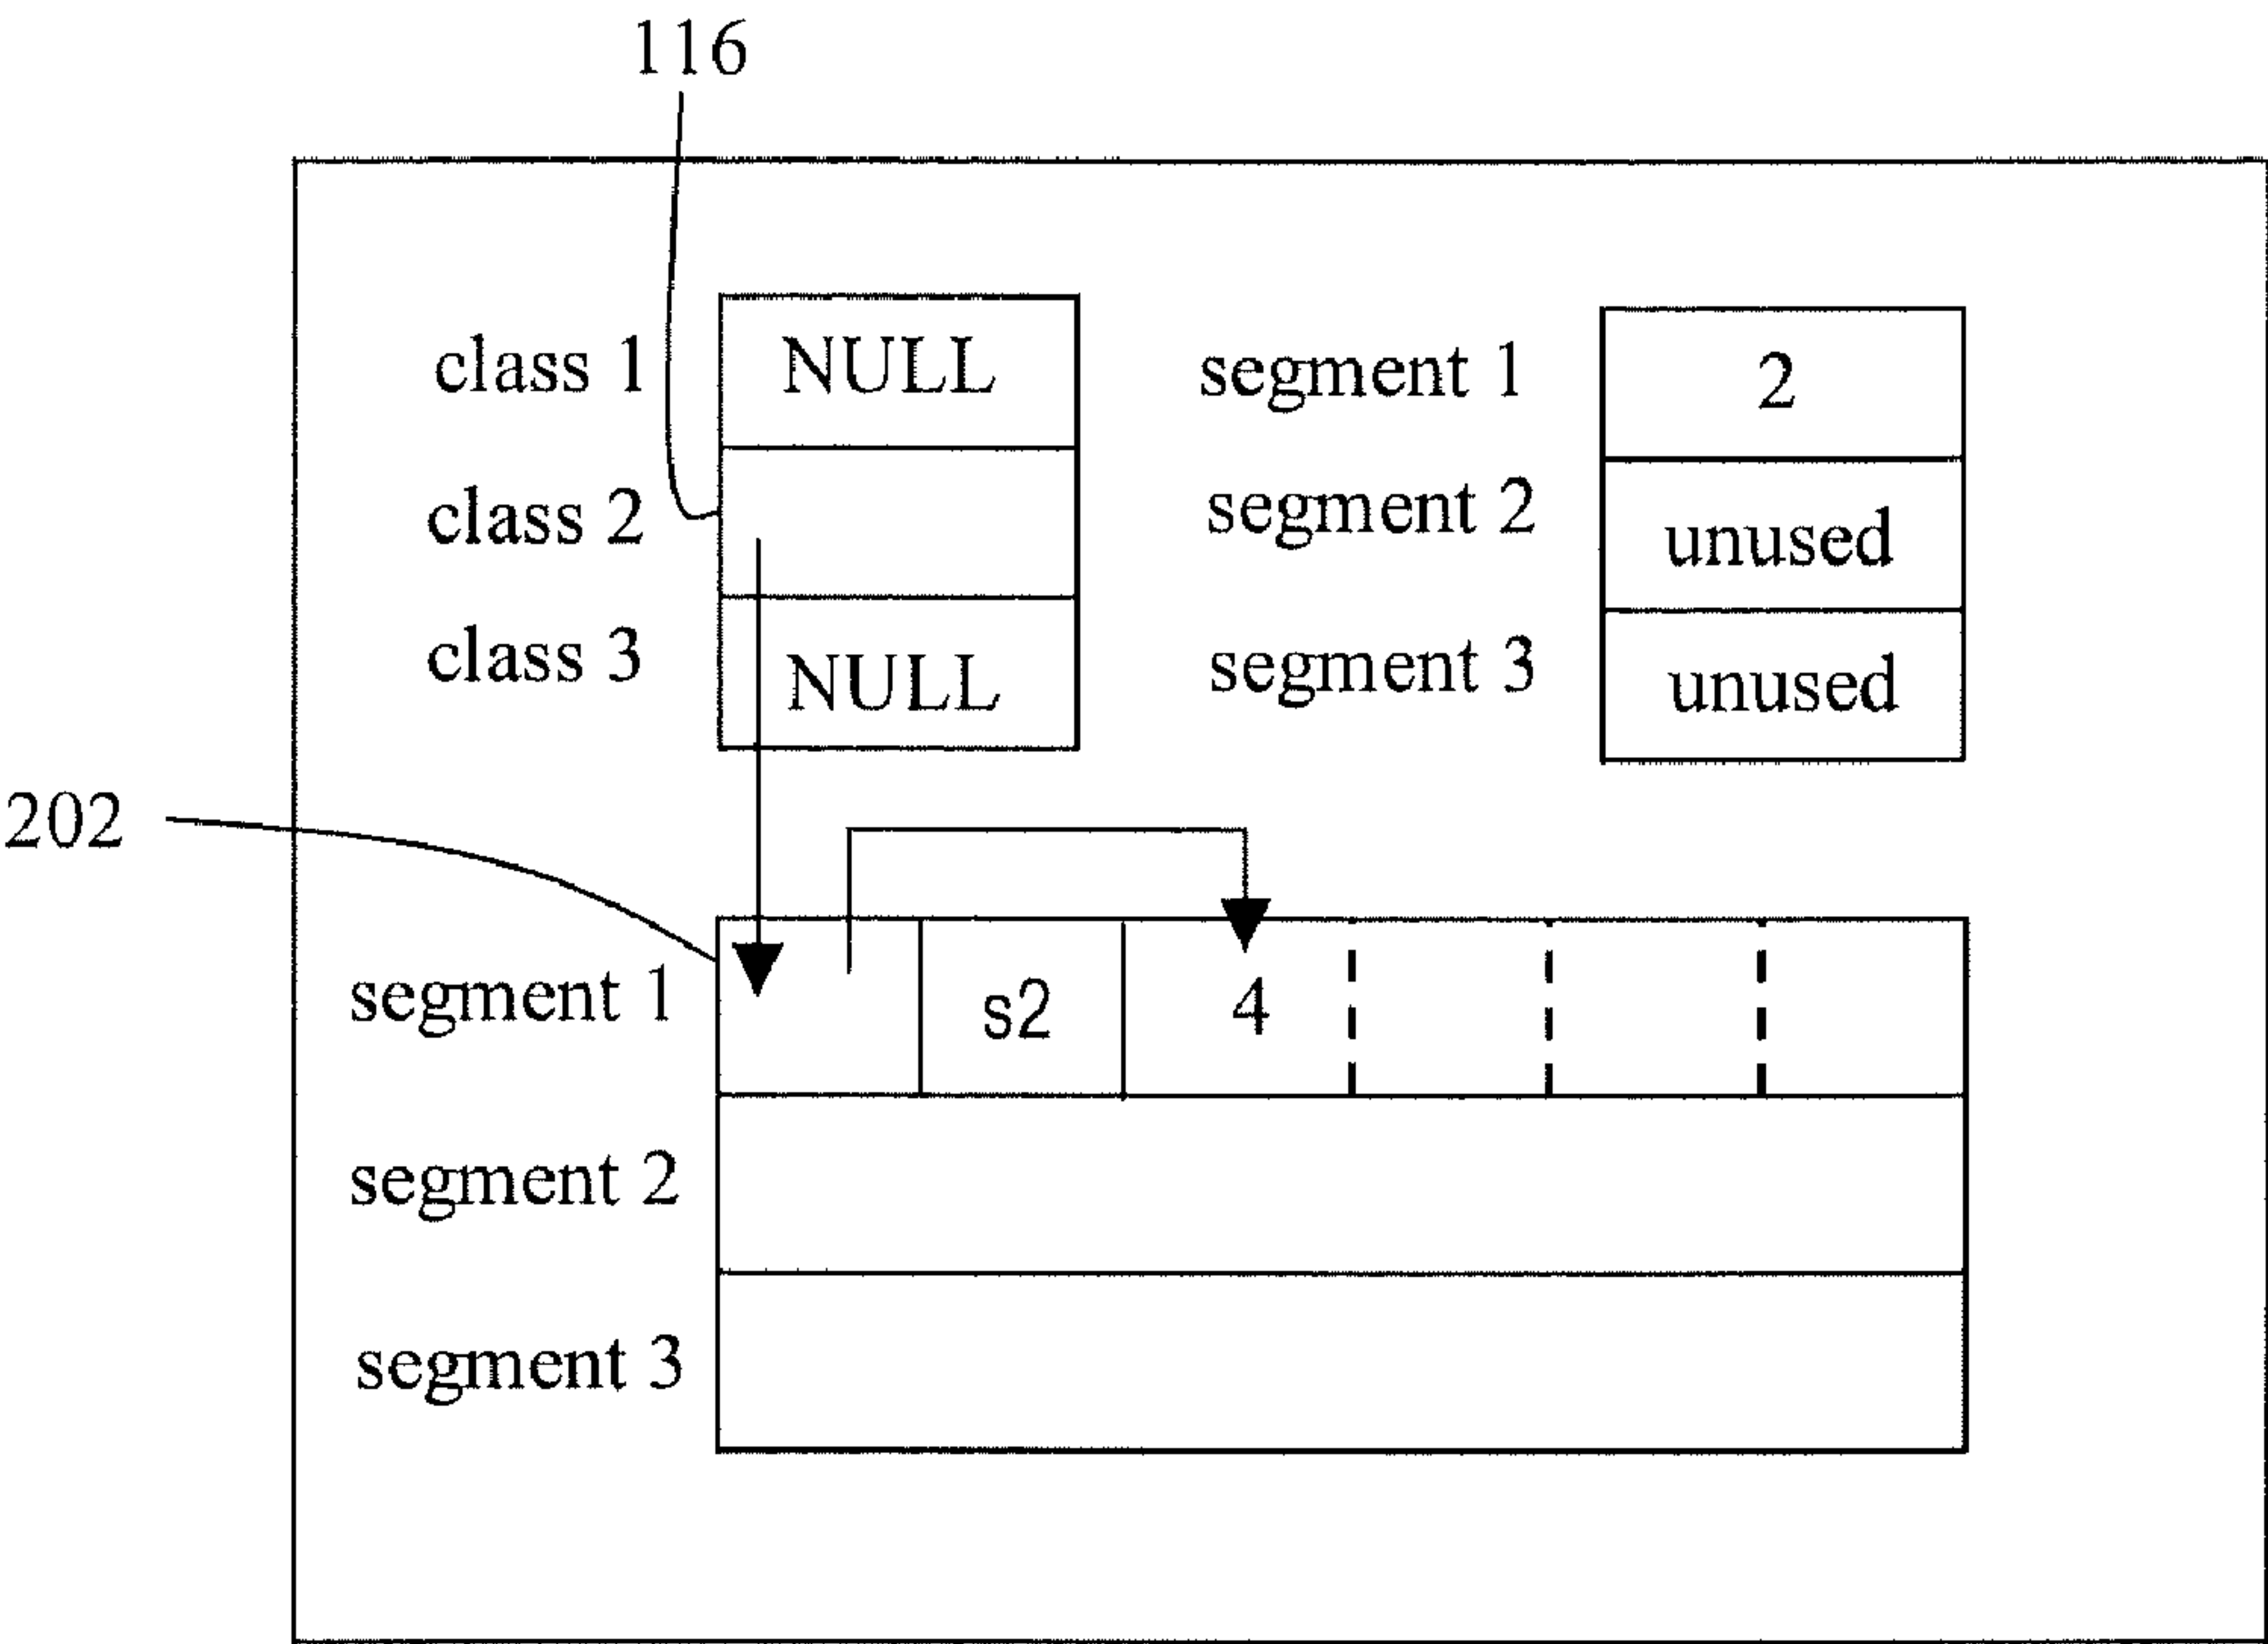 116
class 1 NULL
class 2
class 3 NULL
segment 1 2
segment 2 unused
segment 3 unused
202
segment 1 s2 4
segment 2
segment 3